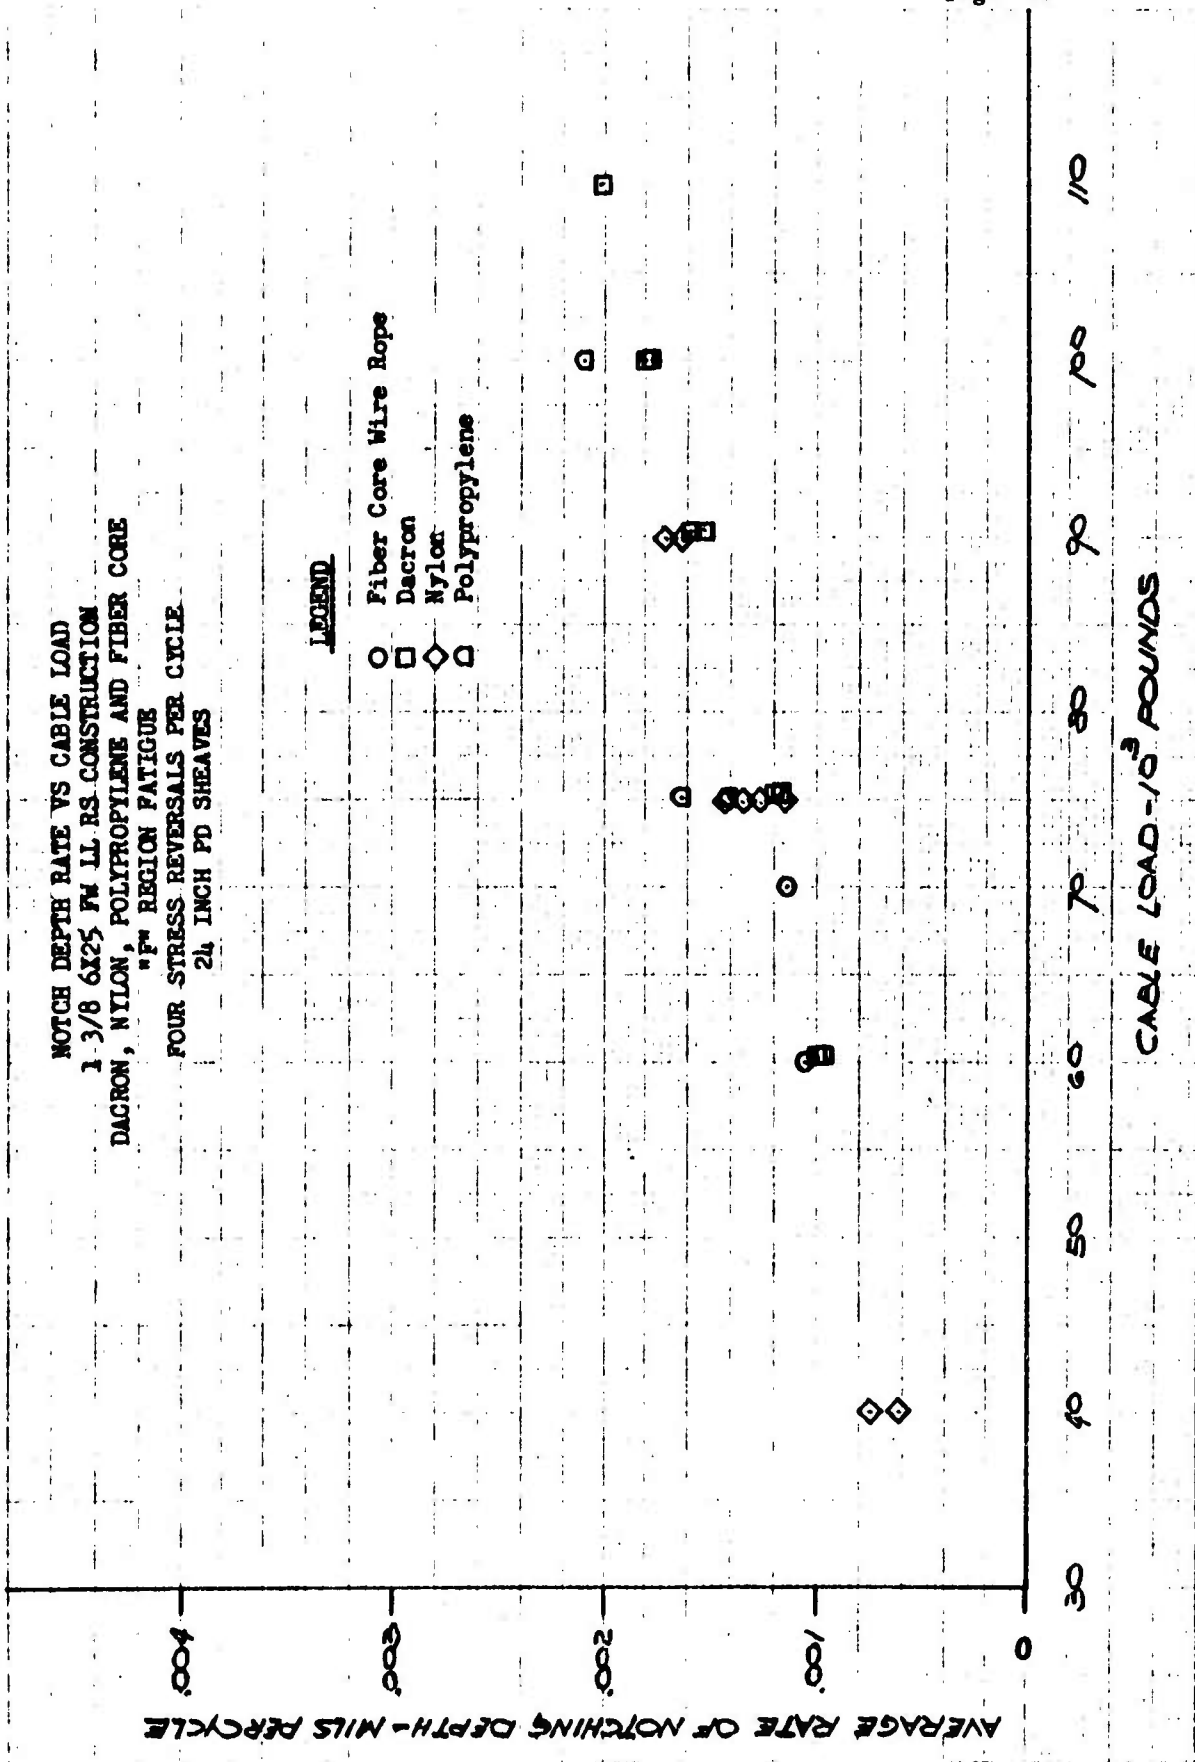 NOTCH DEPTH RATE VS CABLE LOAD
1 3/8 6X25 FW LL RS CONSTRUCTION
DACRON, NYLON, POLYPROPYLENE AND FIBER CORE
"F" REGION FATIGUE
FOUR STRESS REVERSALS PER CYCLE
24 INCH PD SHEAVES
LEGEND
Fiber Core Wire Rope
Dacron
Nylon
Polypropylene
AVERAGE RATE OF NOTCHING DEPTH-MILS PER CYCLE
.004
.003
.002
.001
0
30 40 50 60 70 80 90 100 110
CABLE LOAD-10³ POUNDS